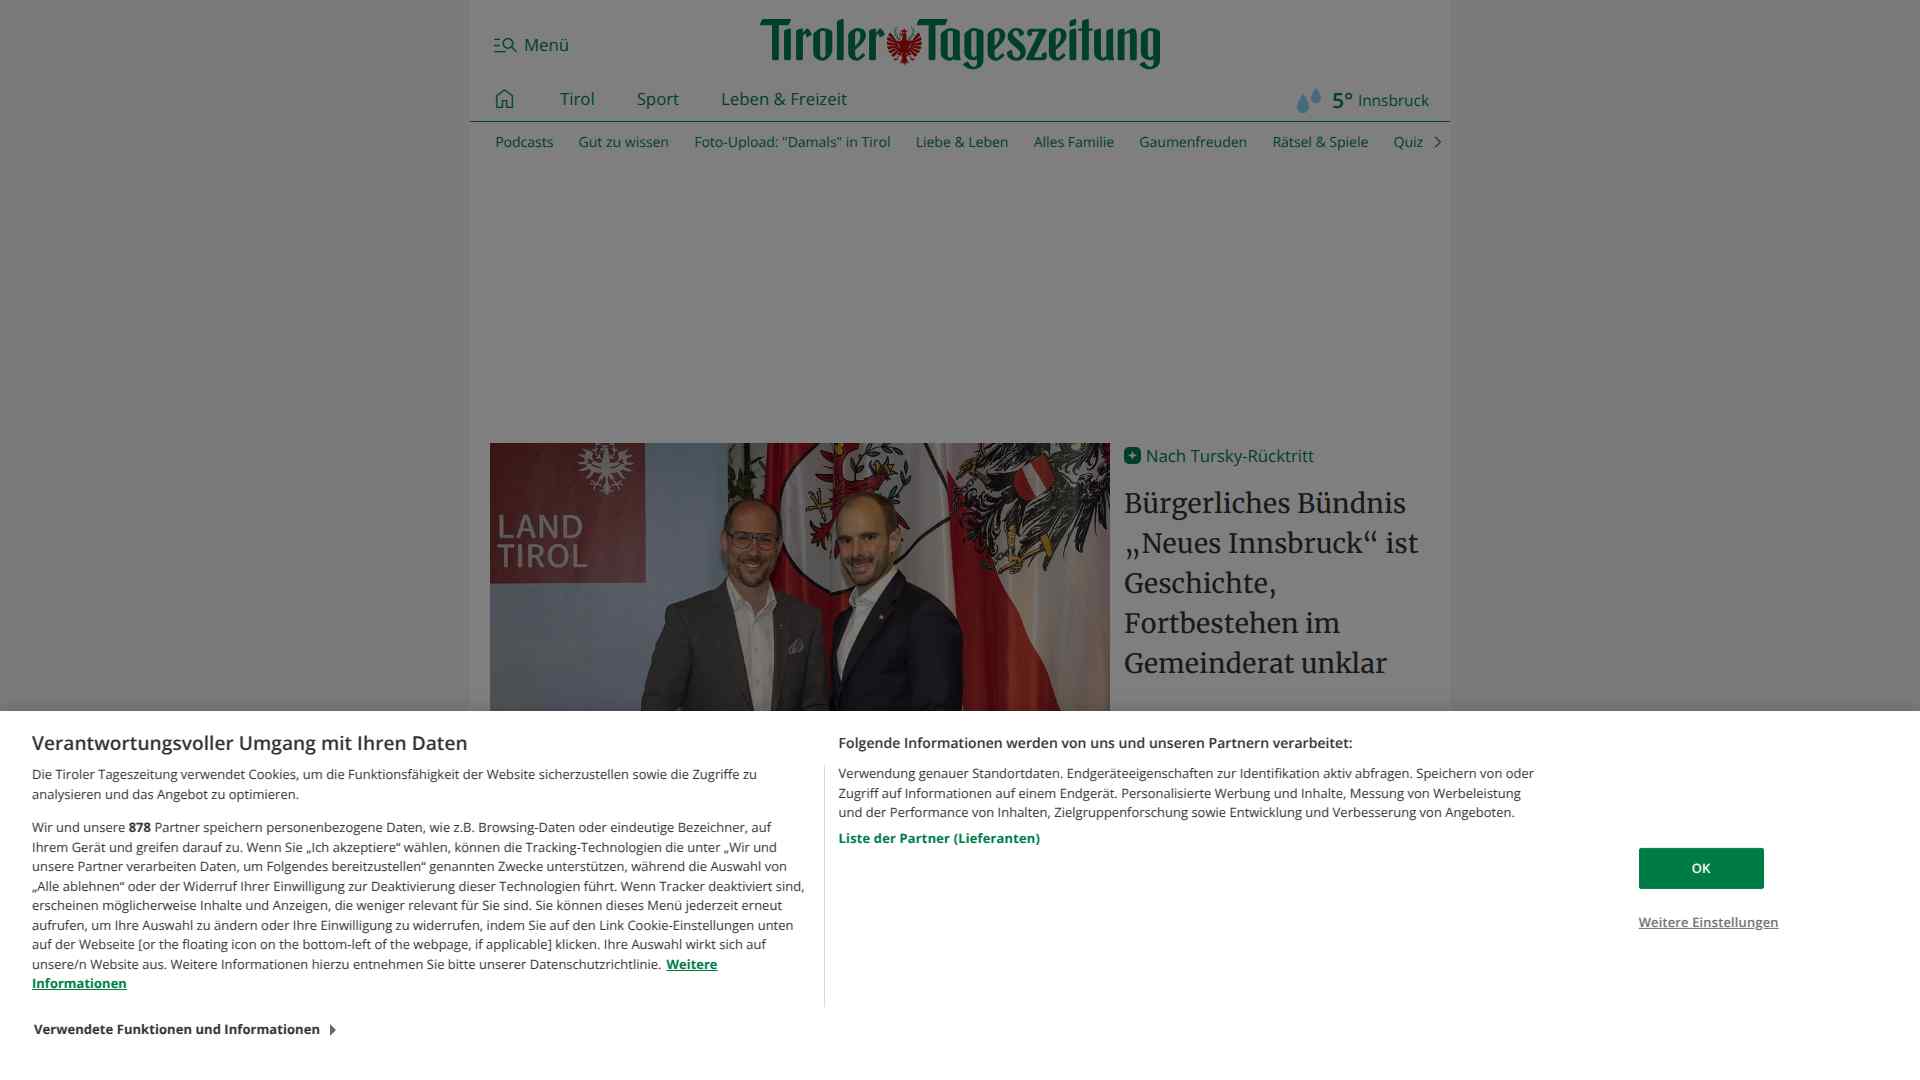 Menü
Tiroler Tageszeitung
Tirol
Sport
Leben & Freizeit
5° Innsbruck
Podcasts
Gut zu wissen
Foto-Upload: "Damals" in Tirol
Liebe & Leben
Alles Familie
Gaumenfreuden
Rätsel & Spiele
Quiz
LAND
TIROL
Nach Tursky-Rücktritt
Bürgerliches Bündnis
„Neues Innsbruck“ ist
Geschichte,
Fortbestehen im
Gemeinderat unklar
Verantwortungsvoller Umgang mit Ihren Daten
Die Tiroler Tageszeitung verwendet Cookies, um die Funktionsfähigkeit der Website sicherzustellen sowie die Zugriffe zu
analysieren und das Angebot zu optimieren.
Wir und unsere 878 Partner speichern personenbezogene Daten, wie z.B. Browsing-Daten oder eindeutige Bezeichner, auf
Ihrem Gerät und greifen darauf zu. Wenn Sie „Ich akzeptiere“ wählen, können die Tracking-Technologien die unter „Wir und
unsere Partner verarbeiten Daten, um Folgendes bereitzustellen“ genannten Zwecke unterstützen, während die Auswahl von
„Alle ablehnen“ oder der Widerruf Ihrer Einwilligung zur Deaktivierung dieser Technologien führt. Wenn Tracker deaktiviert sind,
erscheinen möglicherweise Inhalte und Anzeigen, die weniger relevant für Sie sind. Sie können dieses Menü jederzeit erneut
aufrufen, um Ihre Auswahl zu ändern oder Ihre Einwilligung zu widerrufen, indem Sie auf den Link Cookie-Einstellungen unten
auf der Webseite [or the floating icon on the bottom-left of the webpage, if applicable] klicken. Ihre Auswahl wirkt sich auf
unsere/n Website aus. Weitere Informationen hierzu entnehmen Sie bitte unserer Datenschutzrichtlinie. Weitere
Informationen
Verwendete Funktionen und Informationen
Folgende Informationen werden von uns und unseren Partnern verarbeitet:
Verwendung genauer Standortdaten. Endgeräteeigenschaften zur Identifikation aktiv abfragen. Speichern von oder
Zugriff auf Informationen auf einem Endgerät. Personalisierte Werbung und Inhalte, Messung von Werbeleistung
und der Performance von Inhalten, Zielgruppenforschung sowie Entwicklung und Verbesserung von Angeboten.
Liste der Partner (Lieferanten)
OK
Weitere Einstellungen